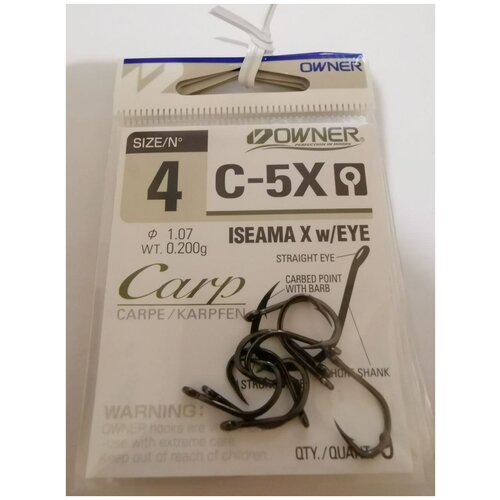 OWNER
SIZE/N°
4
OWNER
PERFECTION IN HOOKS
C-5X
Φ 1.07
WT. 0.200g
ISEAMA X w/EYE
STRAIGHT EYE
CARBED POINT
WITH BARB
Carp
CARPE/KARPFEN
SHANK
WARNING:
OWNER hooks are
-use with extreme care
Keep out of reach of children.
QTY./QUANT